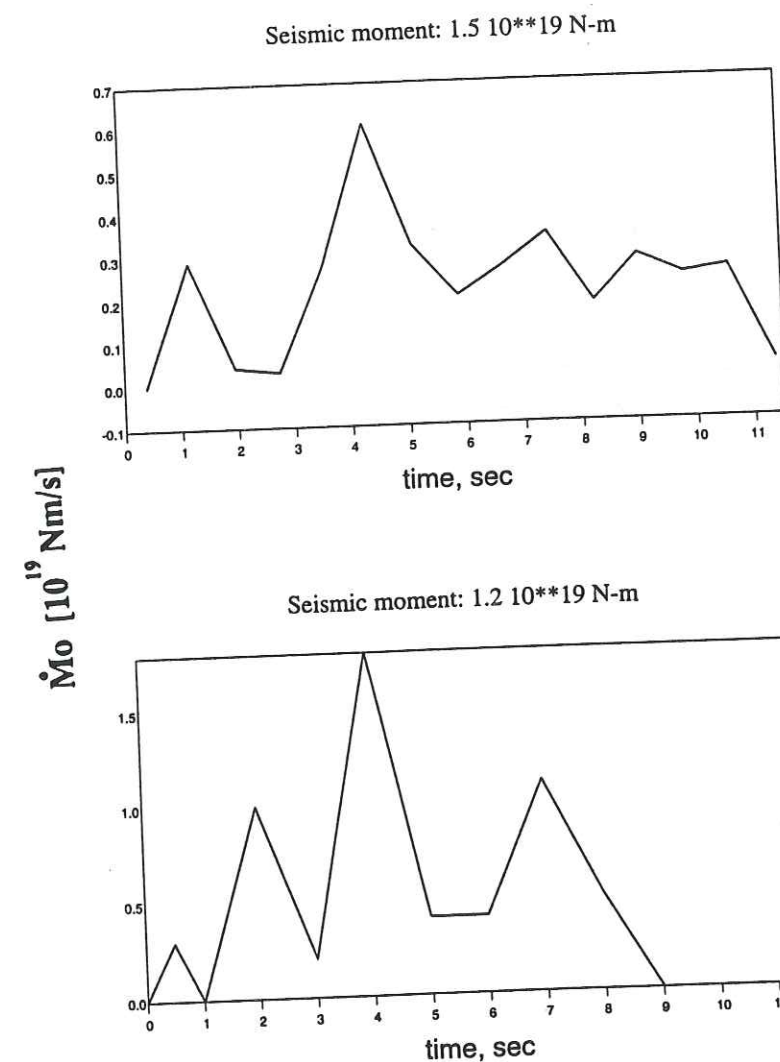 Seismic moment: 1.5 10**19 N-m
0.7
0.6
0.5
0.4
0.3
0.2
0.1
0.0
-0.1
0 1 2 3 4 5 6 7 8 9 10 11
time, sec
Ṁo [10¹⁹ Nm/s]
Seismic moment: 1.2 10**19 N-m
1.5
1.0
0.5
0.0
0 1 2 3 4 5 6 7 8 9 10
time, sec